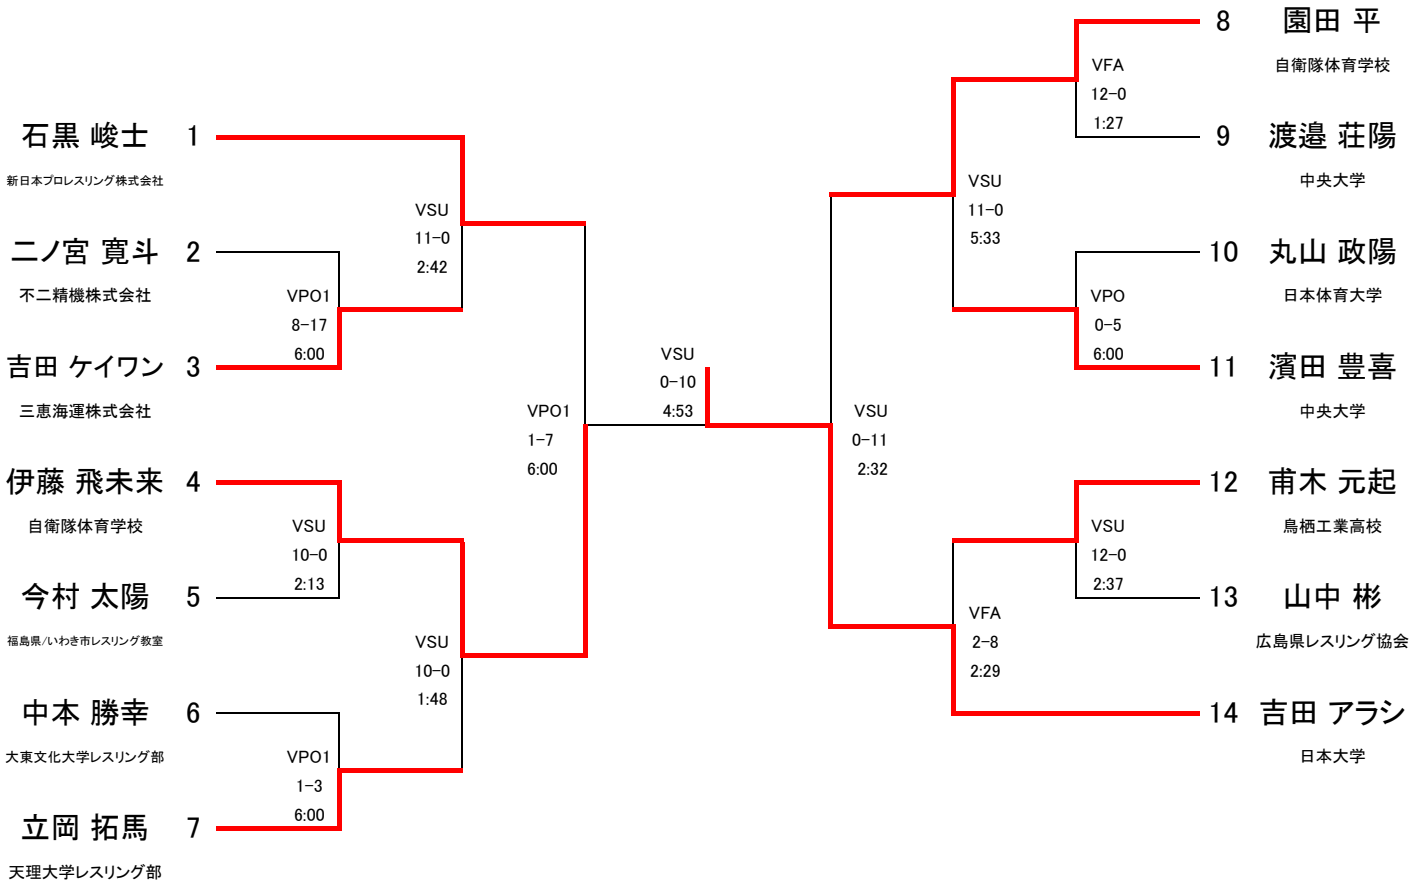 石黒 峻士 1
新日本プロレスリング株式会社
二ノ宮 寛斗 2
不二精機株式会社
吉田 ケイワン 3
三恵海運株式会社
伊藤 飛未来 4
自衛隊体育学校
今村 太陽 5
福島県/いわき市レスリング教室
中本 勝幸 6
大東文化大学レスリング部
立岡 拓馬 7
天理大学レスリング部
VPO1
8-17
6:00
VSU
10-0
2:13
VPO1
1-3
6:00
VSU
11-0
2:42
VSU
10-0
1:48
VPO1
1-7
6:00
VSU
0-10
4:53
VSU
0-11
2:32
VSU
11-0
5:33
VFA
2-8
2:29
VFA
12-0
1:27
VPO
0-5
6:00
VSU
12-0
2:37
8 園田 平
自衛隊体育学校
9 渡邉 荘陽
中央大学
10 丸山 政陽
日本体育大学
11 濱田 豊喜
中央大学
12 甫木 元起
鳥栖工業高校
13 山中 彬
広島県レスリング協会
14 吉田 アラシ
日本大学